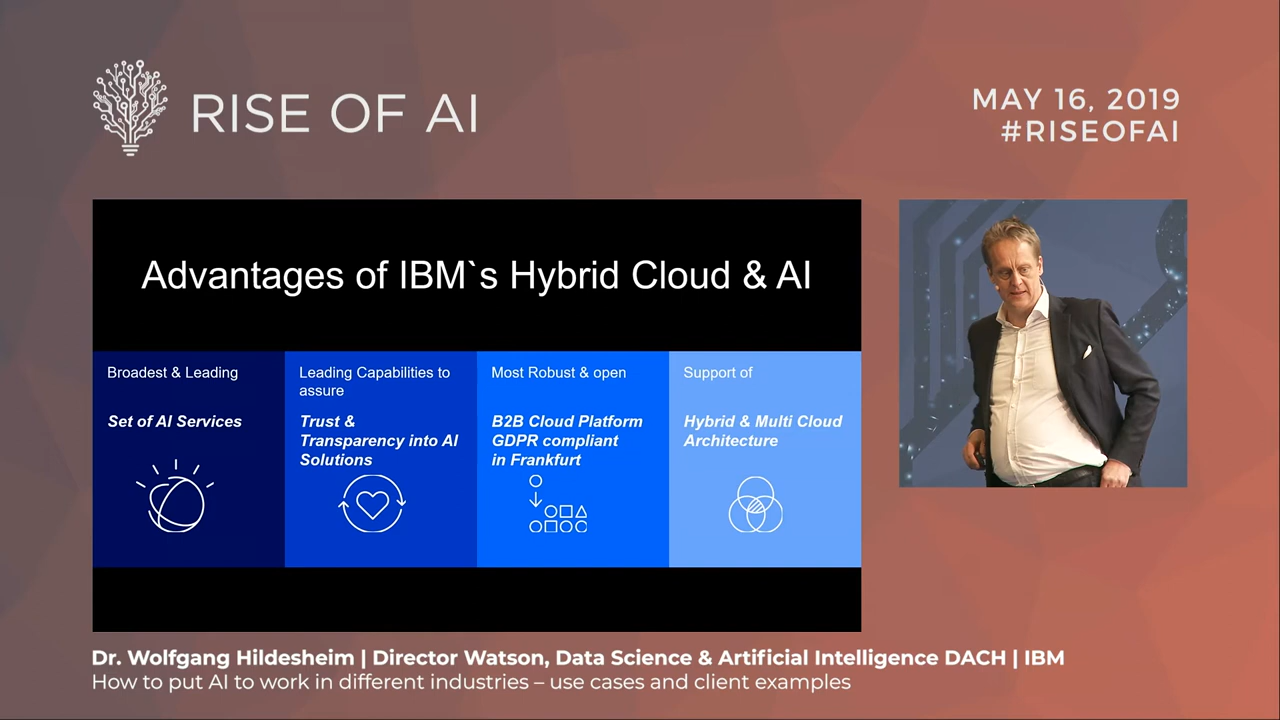 RISE OF AI
MAY 16, 2019
#RISEOFAI
Advantages of IBM`s Hybrid Cloud & AI
Broadest & Leading
Set of AI Services
Leading Capabilities to
assure
Trust &
Transparency into AI
Solutions
Most Robust & open
B2B Cloud Platform
GDPR compliant
in Frankfurt
Support of
Hybrid & Multi Cloud
Architecture
Dr. Wolfgang Hildesheim | Director Watson, Data Science & Artificial Intelligence DACH | IBM
How to put AI to work in different industries – use cases and client examples